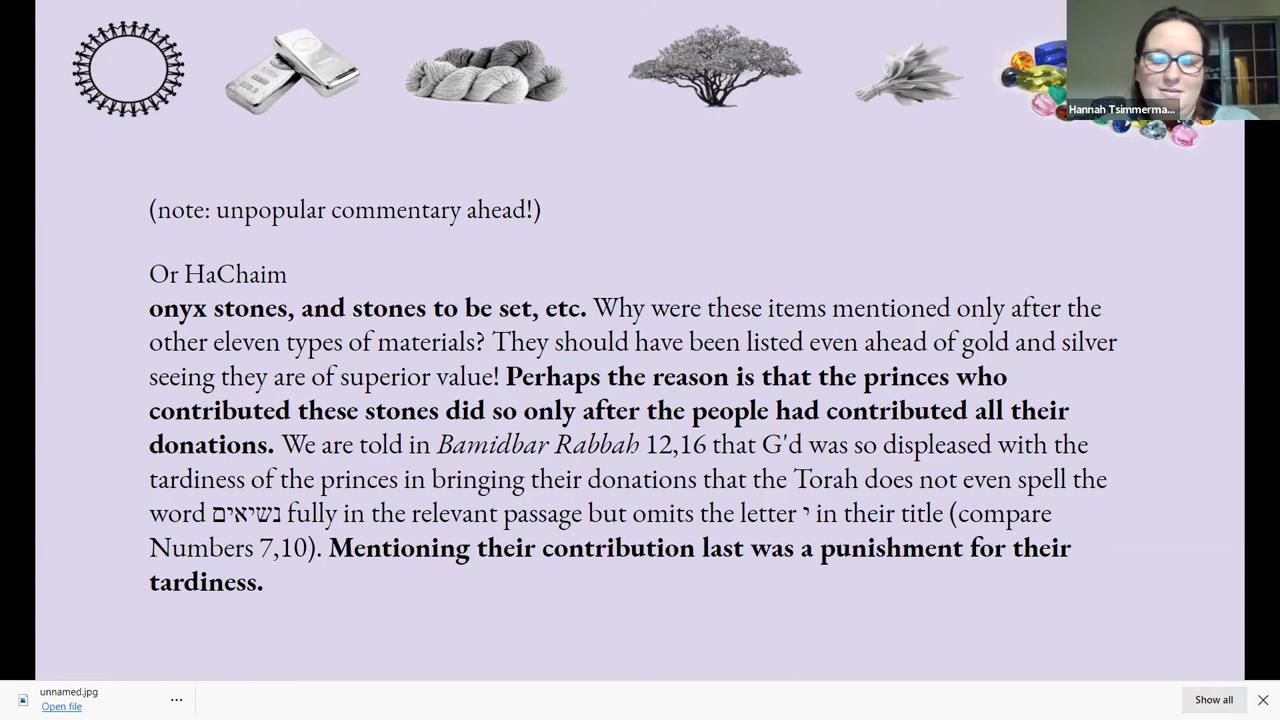 Hannah Tsimmerma...
(note: unpopular commentary ahead!)
Or HaChaim
onyx stones, and stones to be set, etc. Why were these items mentioned only after the
other eleven types of materials? They should have been listed even ahead of gold and silver
seeing they are of superior value! Perhaps the reason is that the princes who
contributed these stones did so only after the people had contributed all their
donations. We are told in Bamidbar Rabbah 12,16 that G'd was so displeased with the
tardiness of the princes in bringing their donations that the Torah does not even spell the
word נשיאים fully in the relevant passage but omits the letter י in their title (compare
Numbers 7,10). Mentioning their contribution last was a punishment for their
tardiness.
unnamed.jpg
Open file
...
Show all